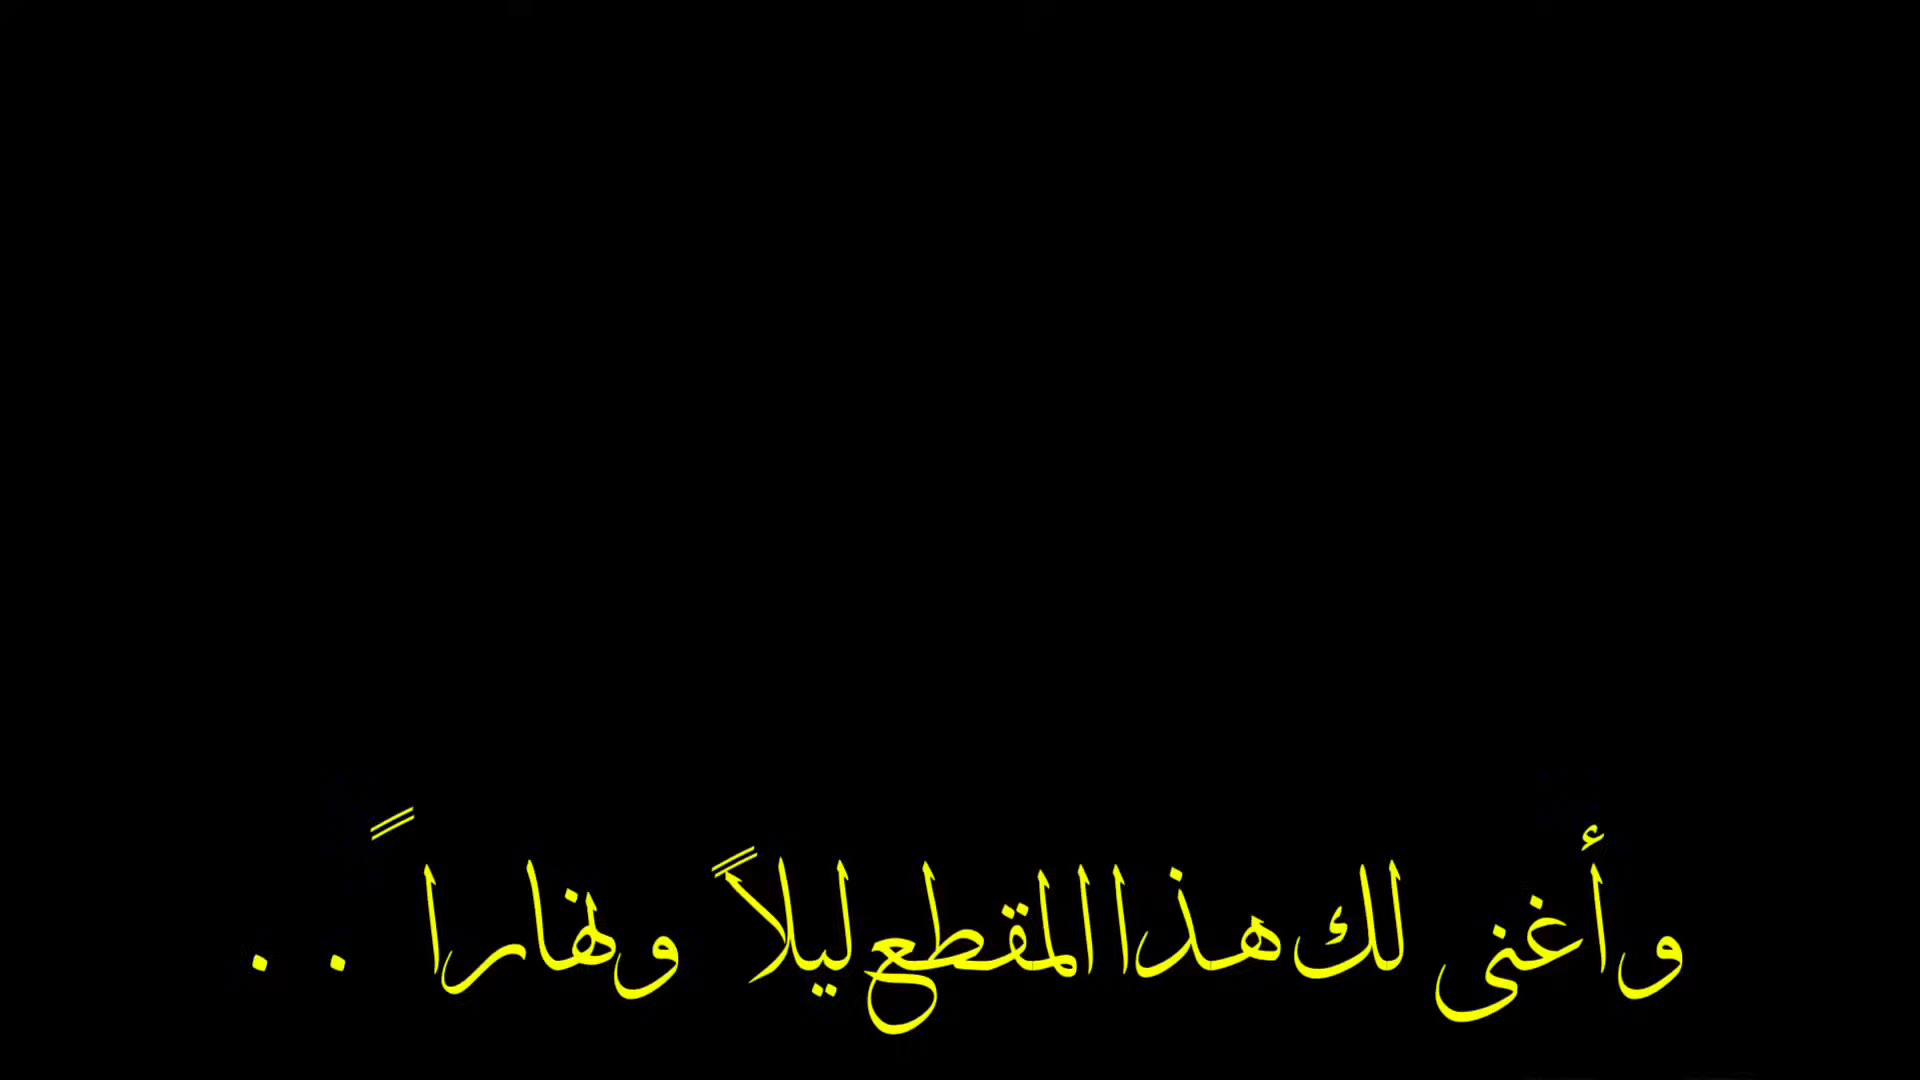 وأغنى لك هذا المقطع ليلاً ونهاراً . .